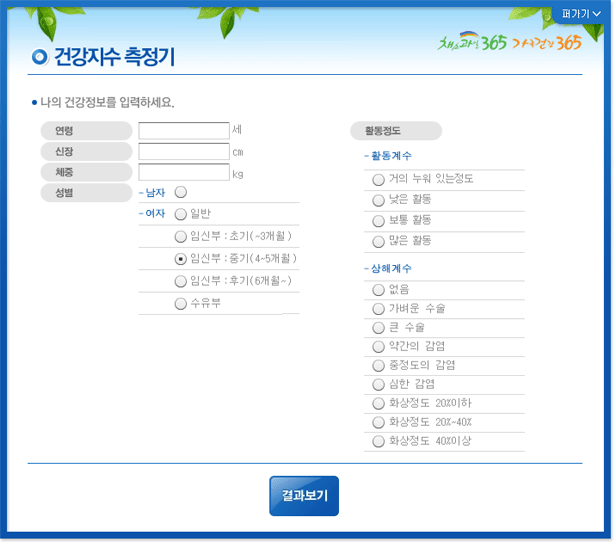 퍼가기
채소과일365 가서건강365
건강지수 측정기
나의 건강정보를 입력하세요.
연령 세
신장 cm
체중 kg
성별 - 남자
- 여자 일반
임신부 : 초기(~3개월)
임신부 : 중기(4~5개월)
임신부 : 후기(6개월~)
수유부
활동정도
- 활동계수
거의 누워 있는정도
낮은 활동
보통 활동
많은 활동
- 상해계수
없음
가벼운 수술
큰 수술
약간의 감염
중정도의 감염
심한 감염
화상정도 20%이하
화상정도 20%~40%
화상정도 40%이상
결과보기